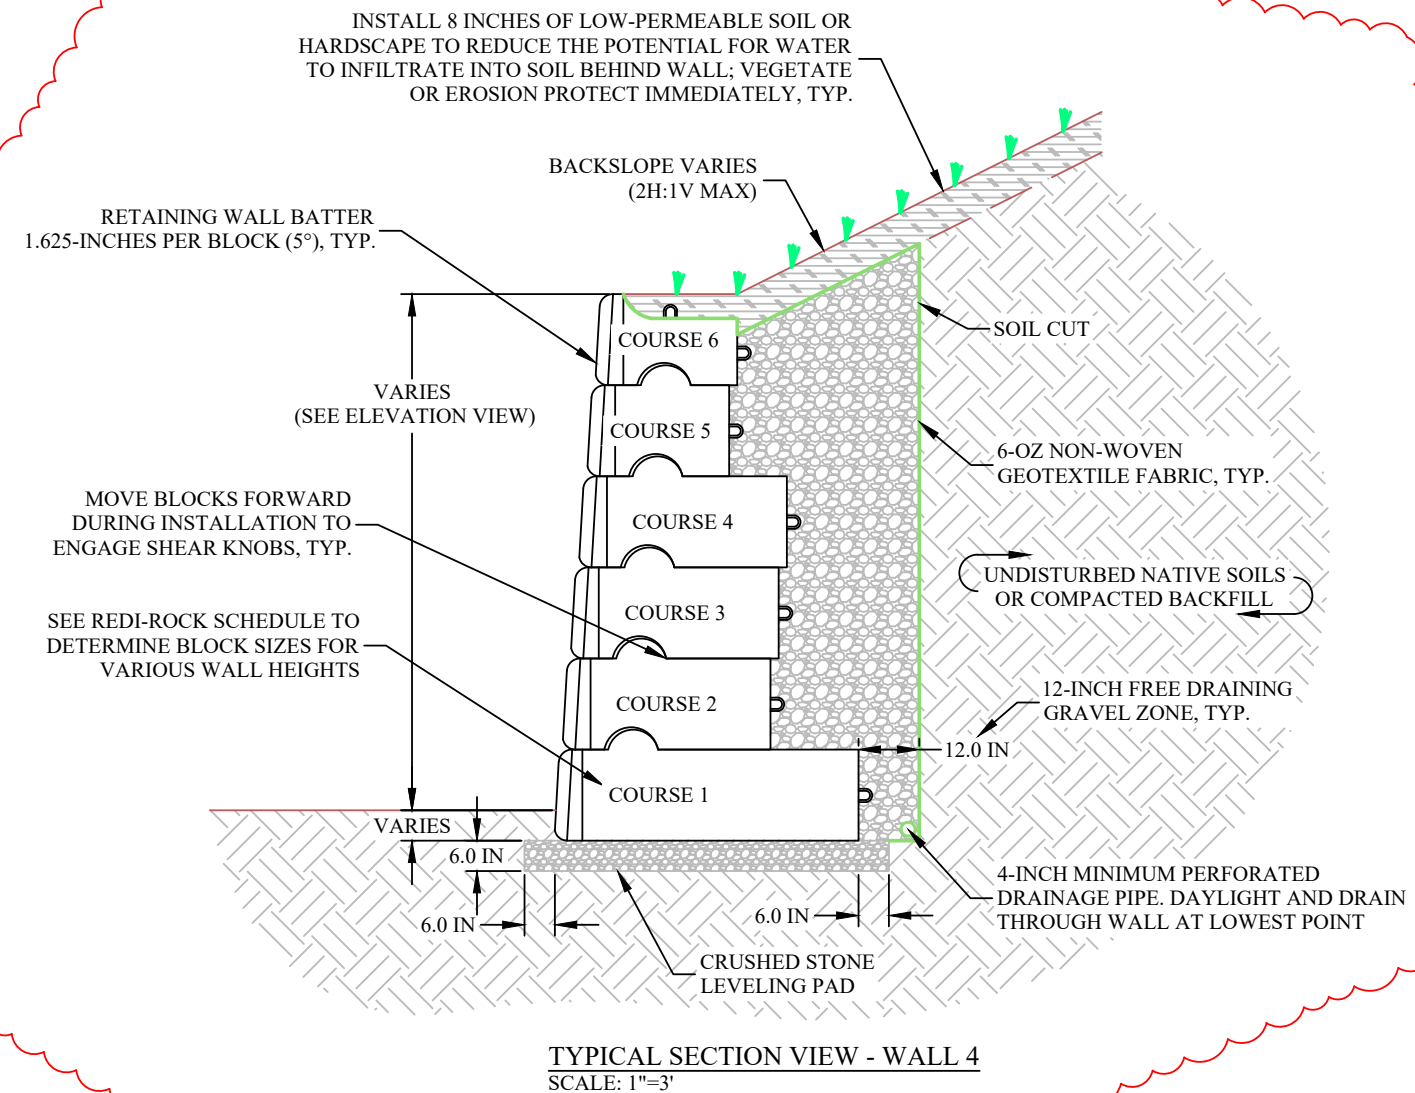 INSTALL 8 INCHES OF LOW-PERMEABLE SOIL OR
HARDSCAPE TO REDUCE THE POTENTIAL FOR WATER
TO INFILTRATE INTO SOIL BEHIND WALL; VEGETATE
OR EROSION PROTECT IMMEDIATELY, TYP.
BACKSLOPE VARIES
(2H:1V MAX)
RETAINING WALL BATTER
1.625-INCHES PER BLOCK (5°), TYP.
SOIL CUT
COURSE 6
VARIES
(SEE ELEVATION VIEW)
COURSE 5
6-OZ NON-WOVEN
GEOTEXTILE FABRIC, TYP.
MOVE BLOCKS FORWARD
DURING INSTALLATION TO
ENGAGE SHEAR KNOBS, TYP.
COURSE 4
UNDISTURBED NATIVE SOILS
OR COMPACTED BACKFILL
COURSE 3
SEE REDI-ROCK SCHEDULE TO
DETERMINE BLOCK SIZES FOR
VARIOUS WALL HEIGHTS
COURSE 2
12-INCH FREE DRAINING
GRAVEL ZONE, TYP.
12.0 IN
COURSE 1
VARIES
6.0 IN
6.0 IN
6.0 IN
4-INCH MINIMUM PERFORATED
DRAINAGE PIPE. DAYLIGHT AND DRAIN
THROUGH WALL AT LOWEST POINT
CRUSHED STONE
LEVELING PAD
TYPICAL SECTION VIEW - WALL 4
SCALE: 1"=3'